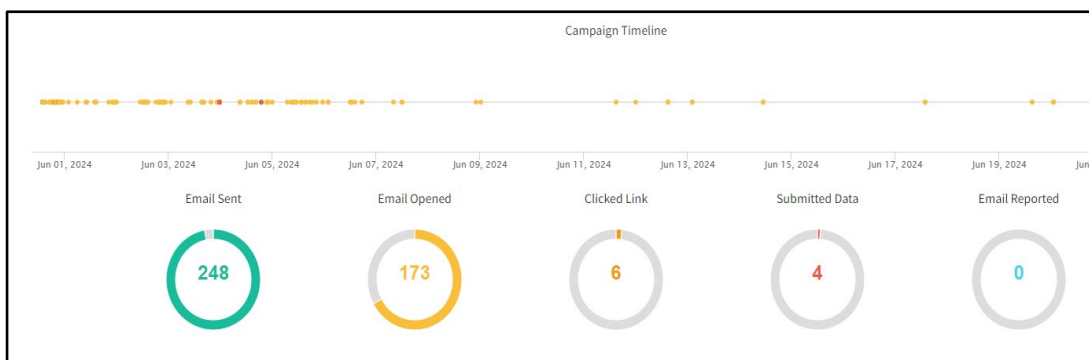 Campaign Timeline
Jun 01, 2024 Jun 03, 2024 Jun 05, 2024 Jun 07, 2024 Jun 09, 2024 Jun 11, 2024 Jun 13, 2024 Jun 15, 2024 Jun 17, 2024 Jun 19, 2024 Jun
Email Sent Email Opened Clicked Link Submitted Data Email Reported
248 173 6 4 0